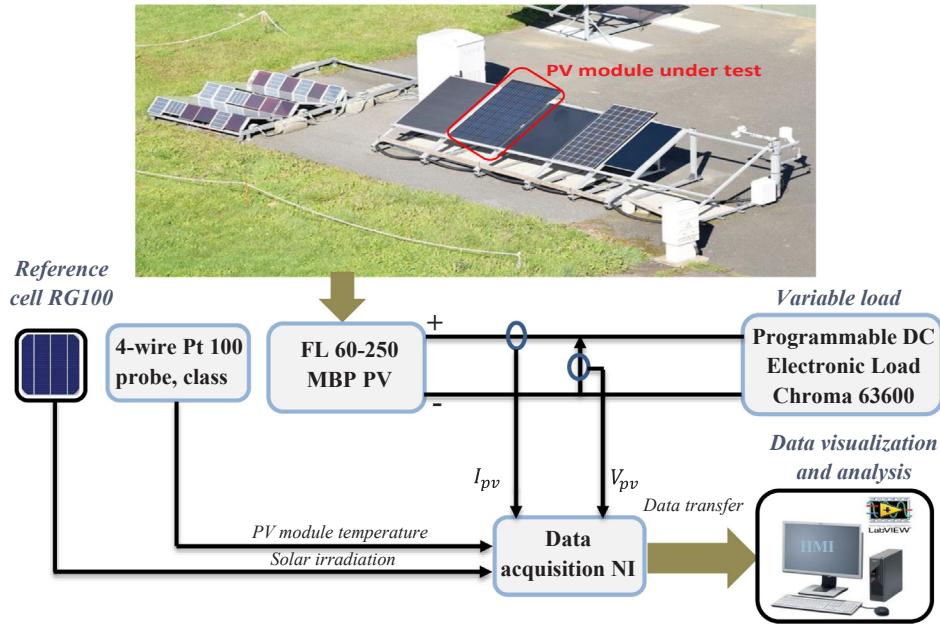 PV module under test
Reference
cell RG100
4-wire Pt 100
probe, class
FL 60-250
MBP PV
+
-
Variable load
Programmable DC
Electronic Load
Chroma 63600
Data visualization
and analysis
I_pv
V_pv
Data transfer
PV module temperature
Solar irradiation
Data
acquisition NI
LabVIEW
HMI